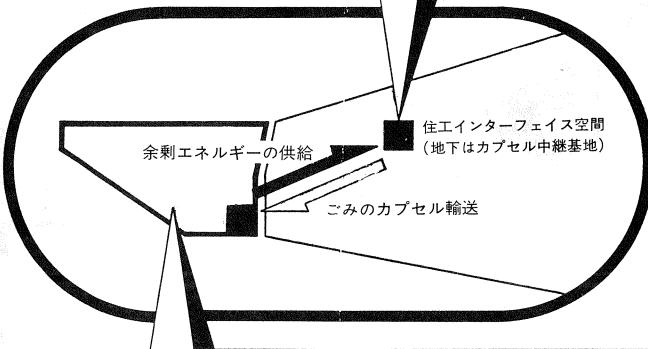 住工インターフェイス空間
(地下はカプセル中継基地)
余剰エネルギーの供給
ごみのカプセル輸送